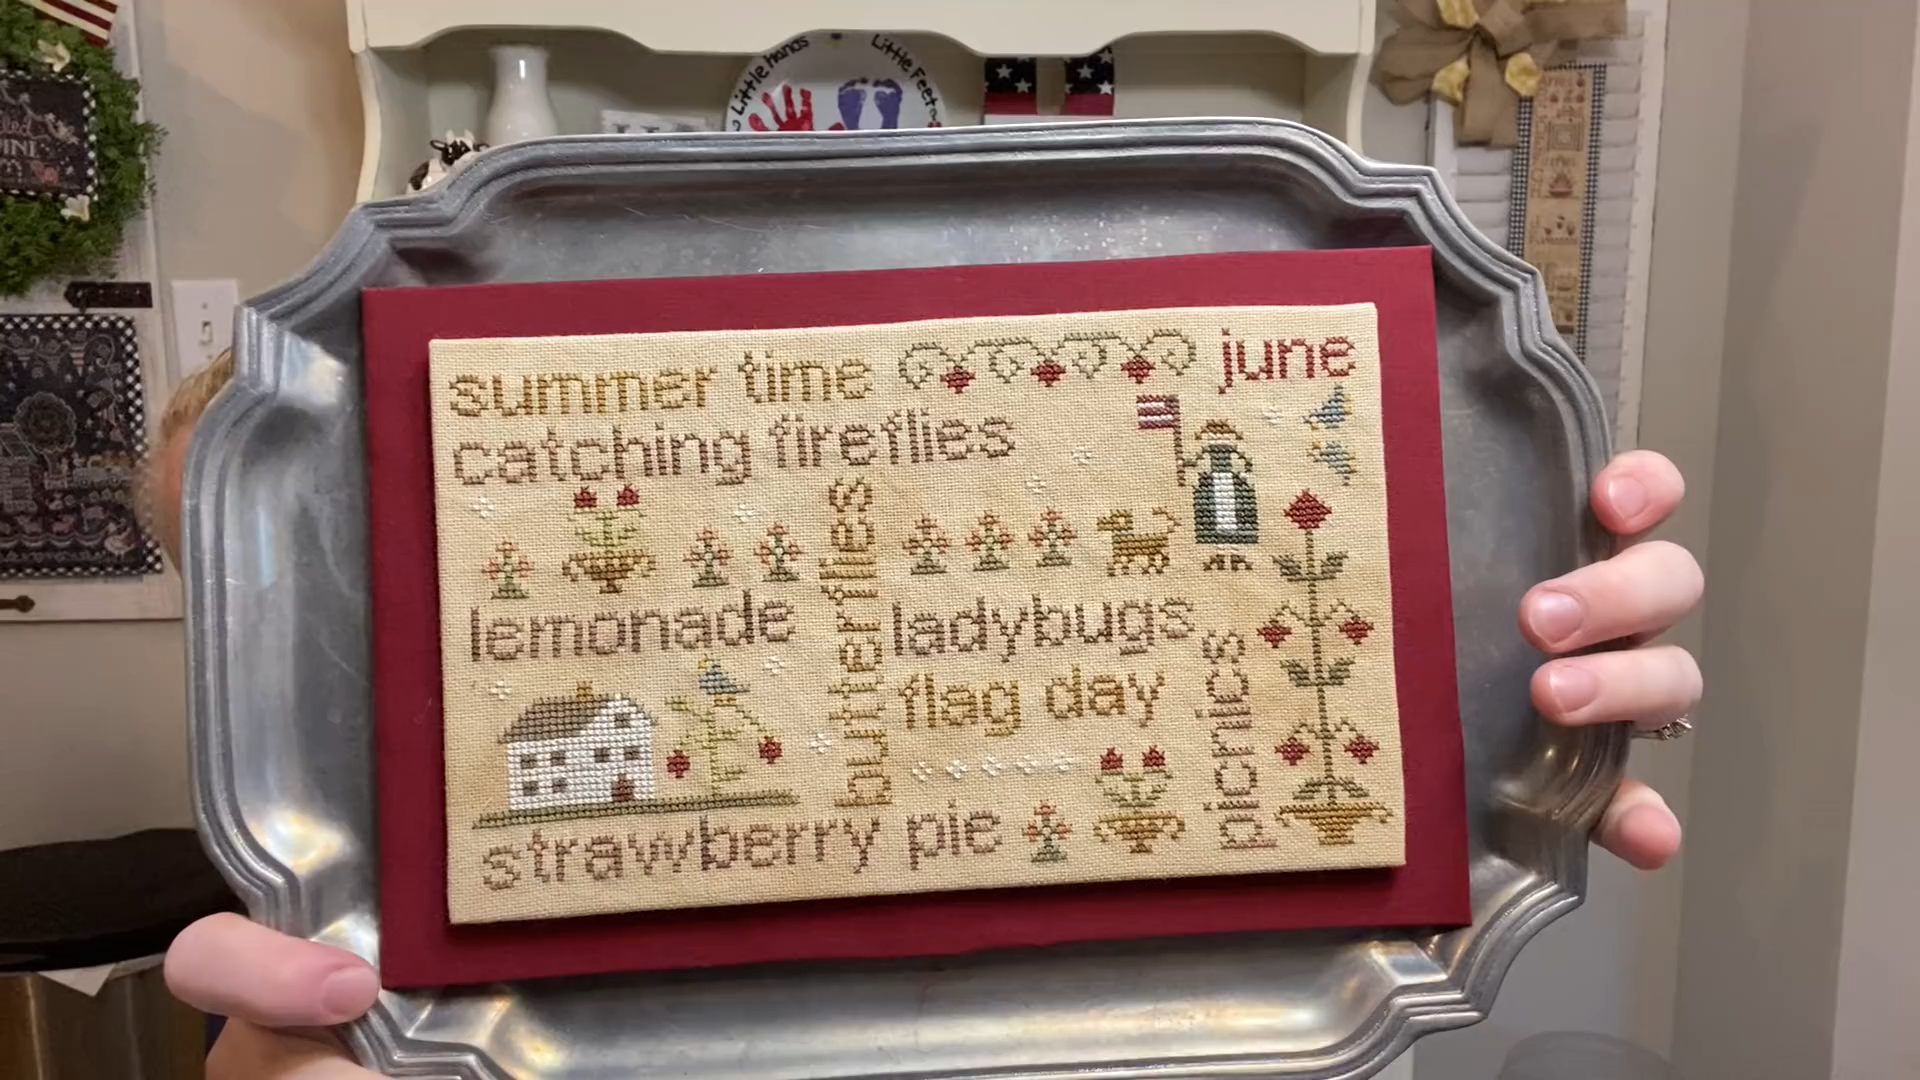 Little Hands Little Feet
summer time
june
catching fireflies
butterflies
lemonade
ladybugs
flag day
picnics
strawberry pie